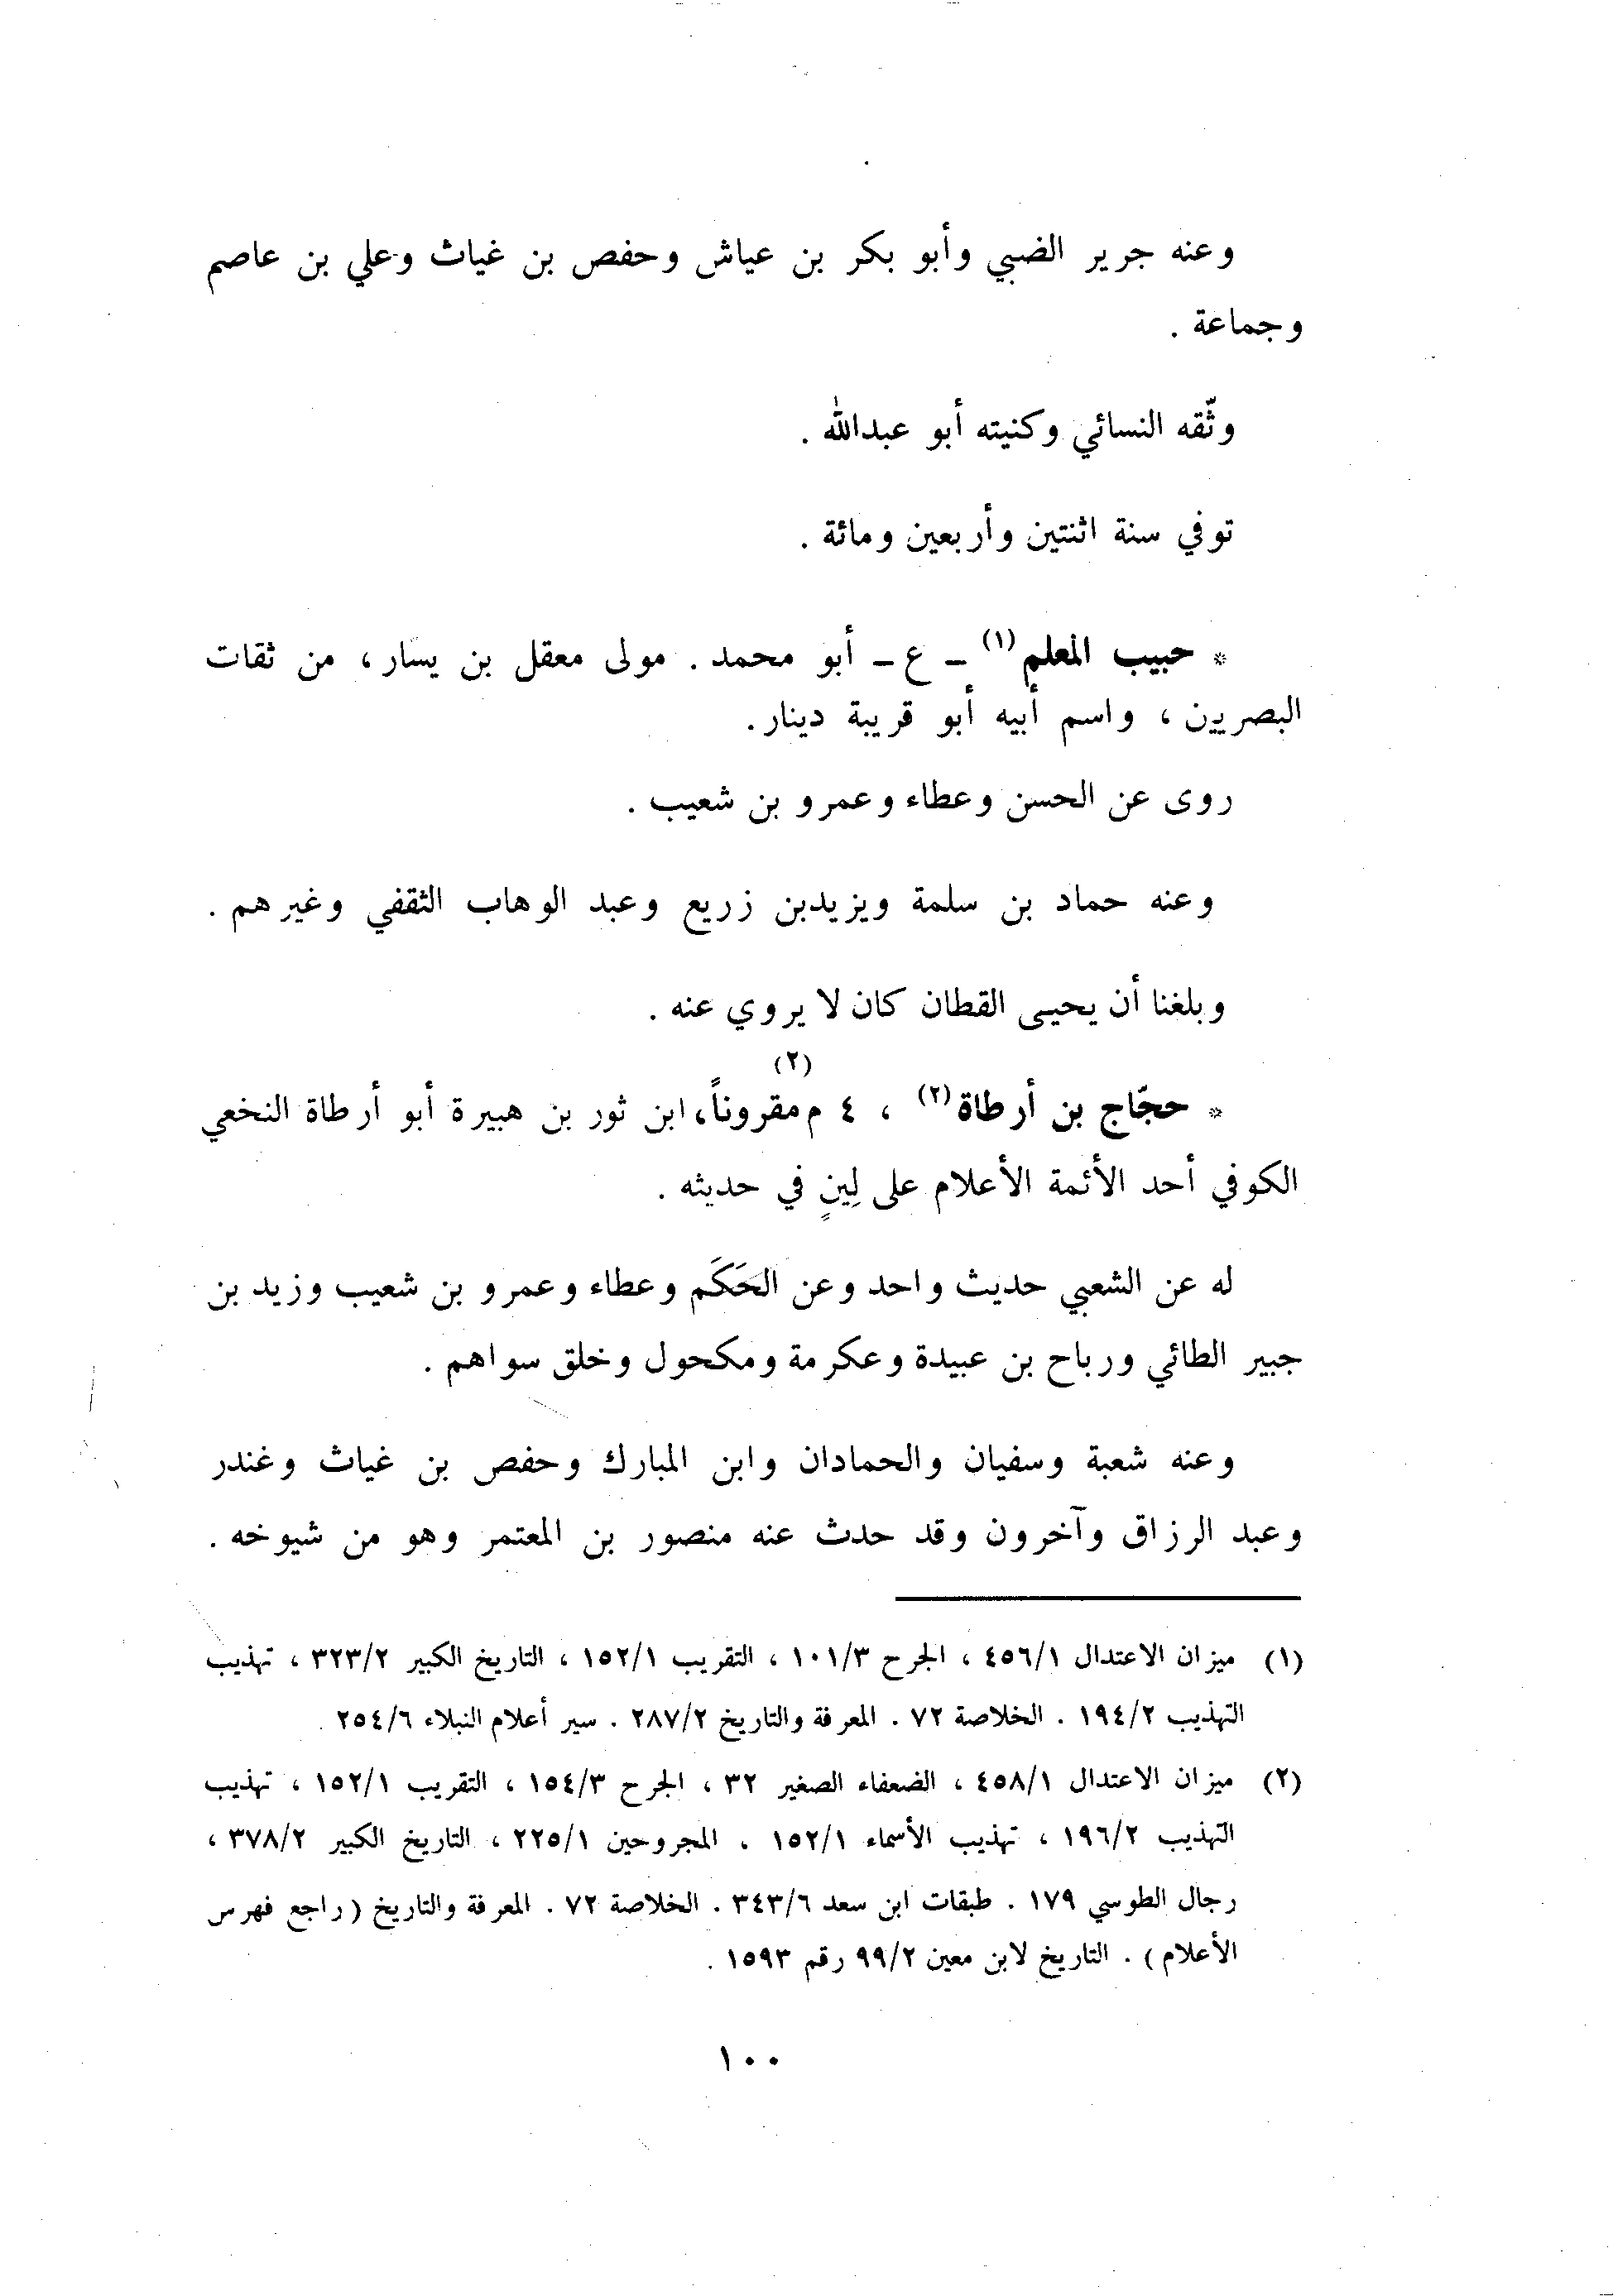 وعنه جرير الضبي وأبو بكر بن عياش وحفص بن غياث وعلي بن عاصم
وجماعة .
وثّقه النسائي وكنيته أبو عبدالله .
توفي سنة اثنتين وأربعين ومائة .
* حبيب المعلم(١) ـ ع ـ أبو محمد . مولى معقل بن يسار ، من ثقات
البصريين ، واسم أبيه أبو قريبة دينار .
روى عن الحسن وعطاء وعمرو بن شعيب .
وعنه حماد بن سلمة ويزيدبن زريع وعبد الوهاب الثقفي وغيرهم .
وبلغنا أن يحيى القطان كان لا يروي عنه .
(٢)
* حجّاج بن أرطاة(٢) ، ٤ م مقروناً، ابن ثور بن هبيرة أبو أرطاة النخعي
الكوفي أحد الأئمة الأعلام على لِينٍ في حديثه .
له عن الشعبي حديث واحد وعن الحَكَم وعطاء وعمرو بن شعيب وزيد بن
جبير الطائي ورباح بن عبيدة وعكرمة ومكحول وخلق سواهم .
وعنه شعبة وسفيان والحمادان وابن المبارك وحفص بن غياث وغندر
وعبد الرزاق وآخرون وقد حدث عنه منصور بن المعتمر وهو من شيوخه .
(١) ميزان الاعتدال ٤٥٦/١ ، الجرح ١٠١/٣ ، التقريب ١٥٢/١ ، التاريخ الكبير ٣٢٣/٢ ، تهذيب
التهذيب ١٩٤/٢ . الخلاصة ٧٢ . المعرفة والتاريخ ٢٨٧/٢ . سير أعلام النبلاء ٢٥٤/٦ .
(٢) ميزان الاعتدال ٤٥٨/١ ، الضعفاء الصغير ٣٢ ، الجرح ١٥٤/٣ ، التقريب ١٥٢/١ ، تهذيب
التهذيب ١٩٦/٢ ، تهذيب الأسماء ١٥٢/١ . المجروحين ٢٢٥/١ ، التاريخ الكبير ٣٧٨/٢ ،
رجال الطوسي ١٧٩ . طبقات ابن سعد ٣٤٣/٦ . الخلاصة ٧٢ . المعرفة والتاريخ (راجع فهرس
الأعلام) . التاريخ لابن معين ٩٩/٢ رقم ١٥٩٣ .
١٠٠